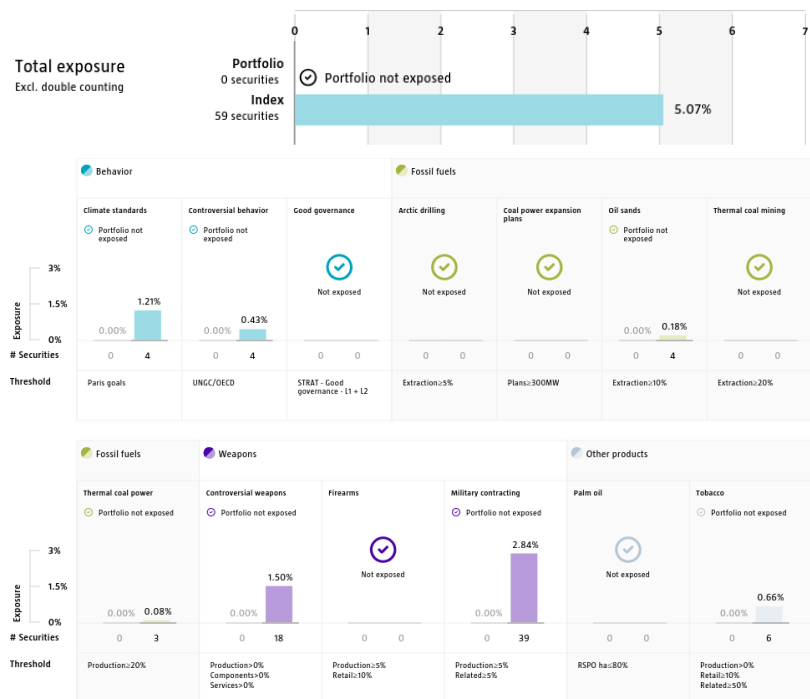 0 1 2 3 4 5 6 7
Total exposure
Excl. double counting
Portfolio
0 securities
Portfolio not exposed
Index
59 securities
5.07%
Behavior
Fossil fuels
Climate standards
Controversial behavior
Good governance
Arctic drilling
Coal power expansion
plans
Oil sands
Thermal coal mining
Portfolio not
exposed
Portfolio not
exposed
Not exposed
Not exposed
Not exposed
Portfolio not
exposed
Not exposed
Exposure
3%
1.5%
0%
0.00% 1.21%
0.00% 0.43%
0.00% 0.18%
# Securities 0 4 0 4 0 0 0 0 0 0 0 4 0 0
Threshold
Paris goals
UNGC/OECD
STRAT - Good
governance - L1 + L2
Extraction≥5%
Plans≥300MW
Extraction≥10%
Extraction≥20%
Fossil fuels
Weapons
Other products
Thermal coal power
Controversial weapons
Firearms
Military contracting
Palm oil
Tobacco
Portfolio not exposed
Portfolio not exposed
Not exposed
Portfolio not exposed
Not exposed
Portfolio not exposed
Exposure
3%
1.5%
0%
0.00% 0.08%
0.00% 1.50%
0.00% 2.84%
0.00% 0.66%
# Securities 0 3 0 18 0 0 0 39 0 0 0 6
Threshold
Production≥20%
Production>0%
Components>0%
Services>0%
Production≥5%
Retail≥10%
Production≥5%
Related≥5%
RSPO ha≤80%
Production>0%
Retail≥10%
Related≥50%